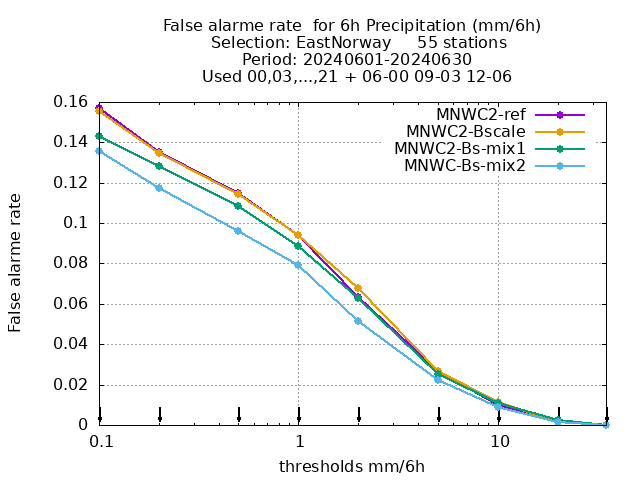 False alarme rate  for 6h Precipitation (mm/6h)
Selection: EastNorway     55 stations
Period: 20240601-20240630
Used 00,03,...,21 + 06-00 09-03 12-06
MNWC2-ref
MNWC2-Bscale
MNWC2-Bs-mix1
MNWC-Bs-mix2
False alarme rate
0.16
0.14
0.12
0.1
0.08
0.06
0.04
0.02
0
0.1 1 10
thresholds mm/6h